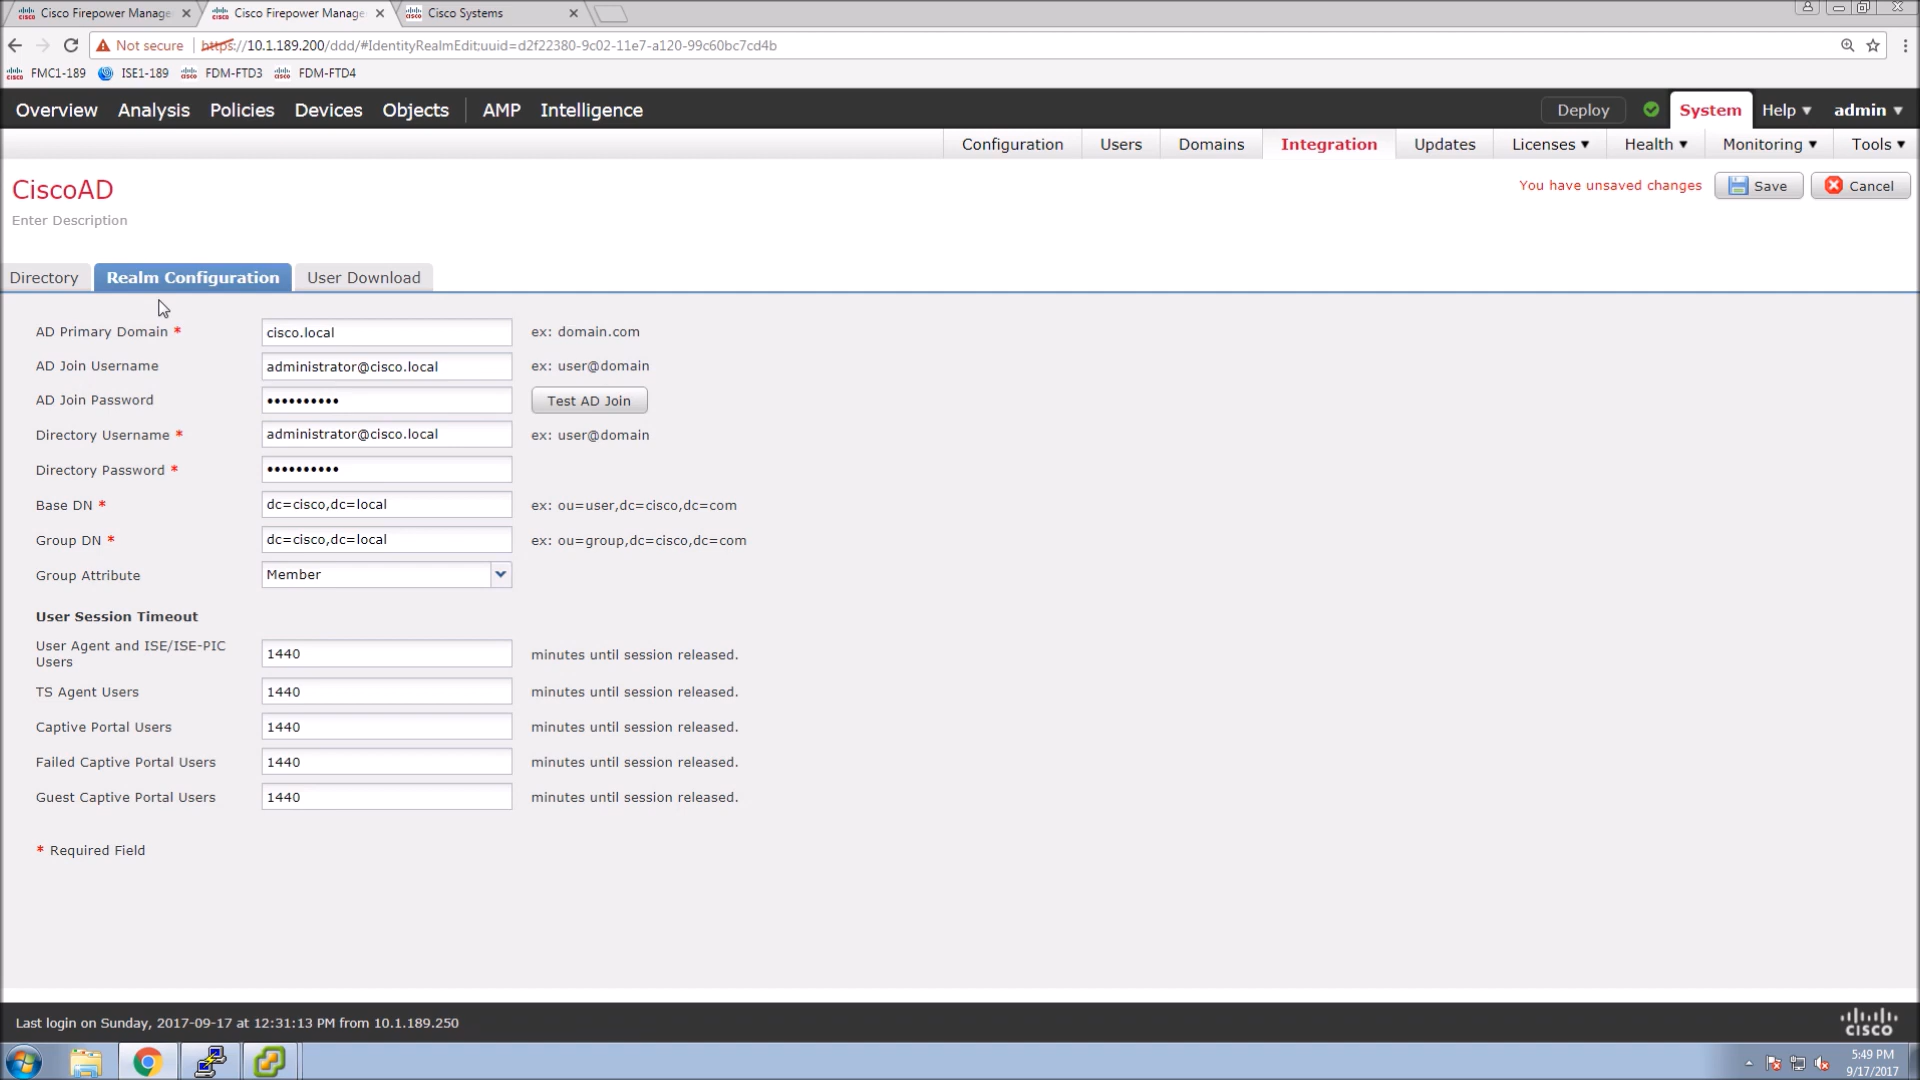 Cisco Firepower Manage
Cisco Firepower Manage
Cisco Systems
Not secure
https://10.1.189.200/ddd/#IdentityRealmEdit:uuid=d2f22380-9c02-11e7-a120-99c60bc7cd4b
FMC1-189
ISE1-189
FDM-FTD3
FDM-FTD4
Overview Analysis Policies Devices Objects AMP Intelligence
Deploy System Help admin
Configuration Users Domains Integration Updates Licenses Health Monitoring Tools
CiscoAD
You have unsaved changes Save Cancel
Enter Description
Directory Realm Configuration User Download
AD Primary Domain * cisco.local ex: domain.com
AD Join Username administrator@cisco.local ex: user@domain
AD Join Password •••••••••• Test AD Join
Directory Username * administrator@cisco.local ex: user@domain
Directory Password * ••••••••••
Base DN * dc=cisco,dc=local ex: ou=user,dc=cisco,dc=com
Group DN * dc=cisco,dc=local ex: ou=group,dc=cisco,dc=com
Group Attribute Member
User Session Timeout
User Agent and ISE/ISE-PIC
Users 1440 minutes until session released.
TS Agent Users 1440 minutes until session released.
Captive Portal Users 1440 minutes until session released.
Failed Captive Portal Users 1440 minutes until session released.
Guest Captive Portal Users 1440 minutes until session released.
* Required Field
Last login on Sunday, 2017-09-17 at 12:31:13 PM from 10.1.189.250
CISCO
5:49 PM
9/17/2017